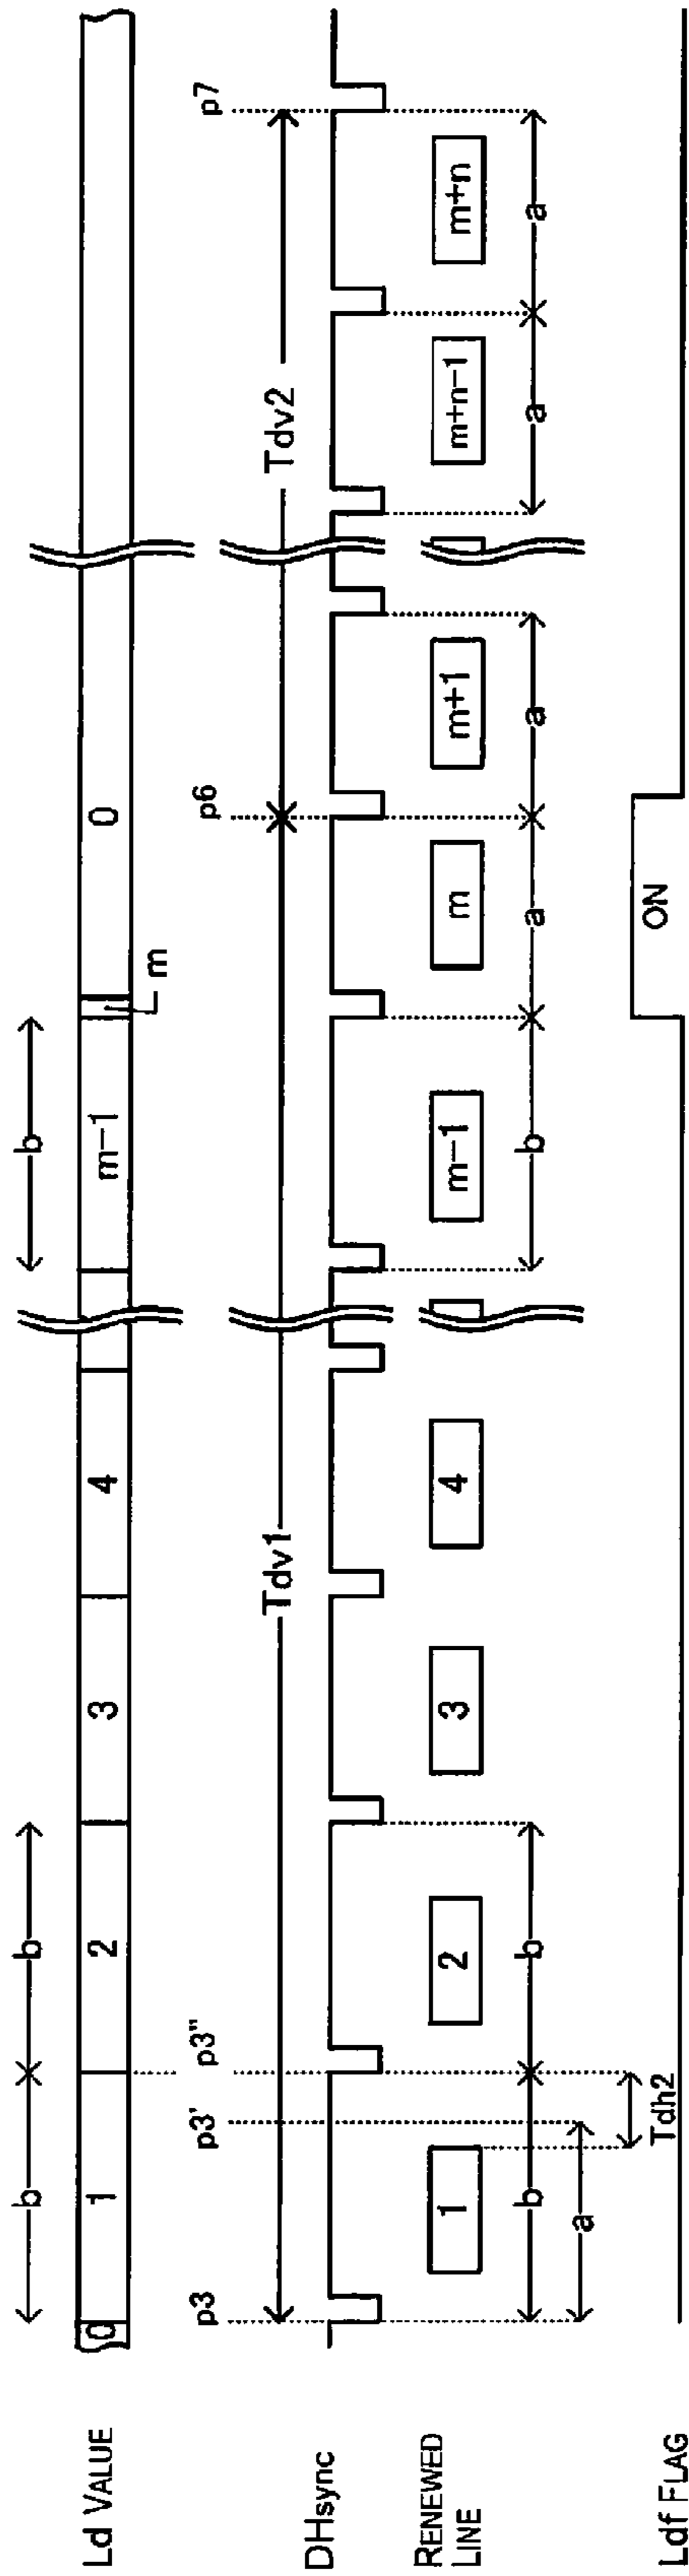 b b b
Ld VALUE 0 1 2 3 4 m-1 m 0
p3 p3' p3" p6 p7
Tdv1 Tdv2
DHsync
RENEWED
LINE
1 2 3 4 m-1 m m+1 m+n-1 m+n
b b b a a a a
a
Tdh2
Ldf FLAG ON